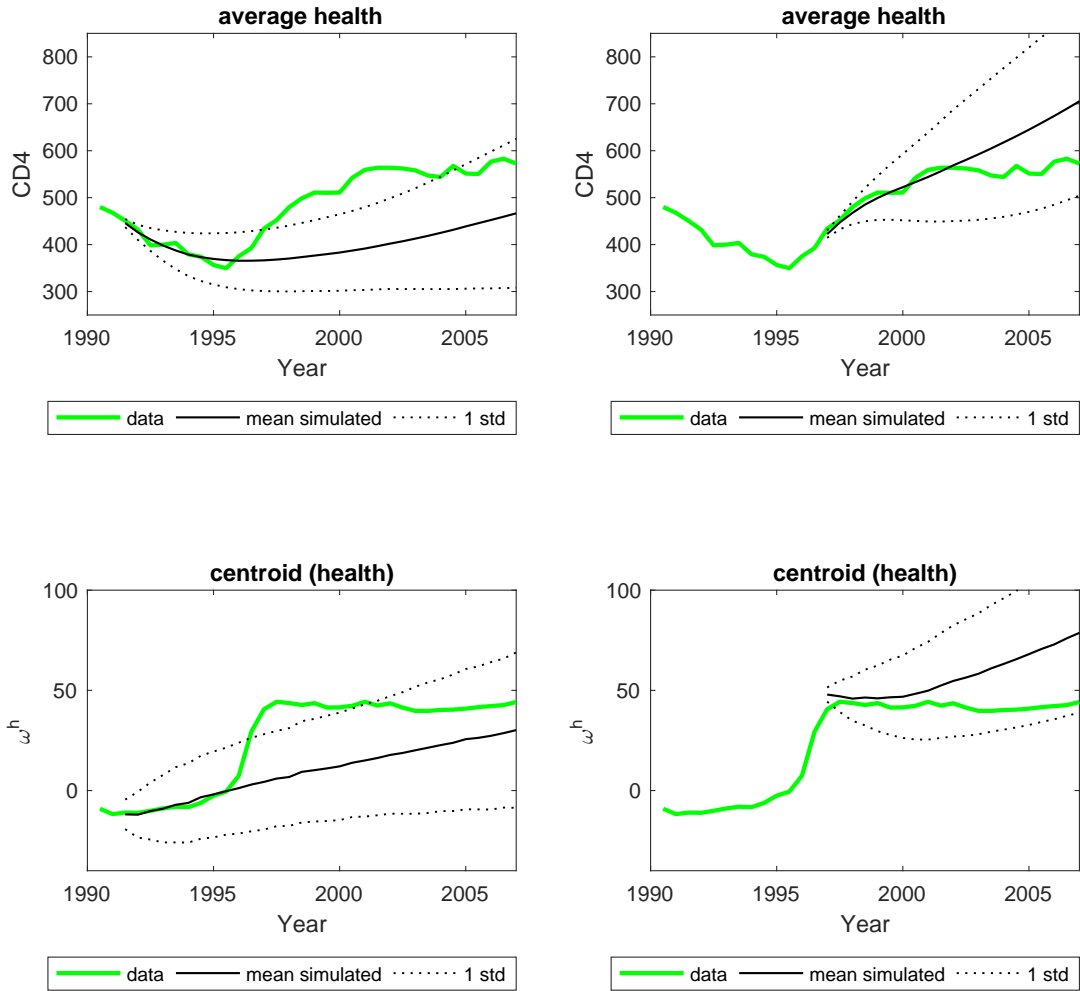 average health
800
700
600
500
400
300
CD4
1990 1995 2000 2005
Year
data mean simulated 1 std
average health
800
700
600
500
400
300
CD4
1990 1995 2000 2005
Year
data mean simulated 1 std
centroid (health)
100
50
0
ω^h
1990 1995 2000 2005
Year
data mean simulated 1 std
centroid (health)
100
50
0
ω^h
1990 1995 2000 2005
Year
data mean simulated 1 std